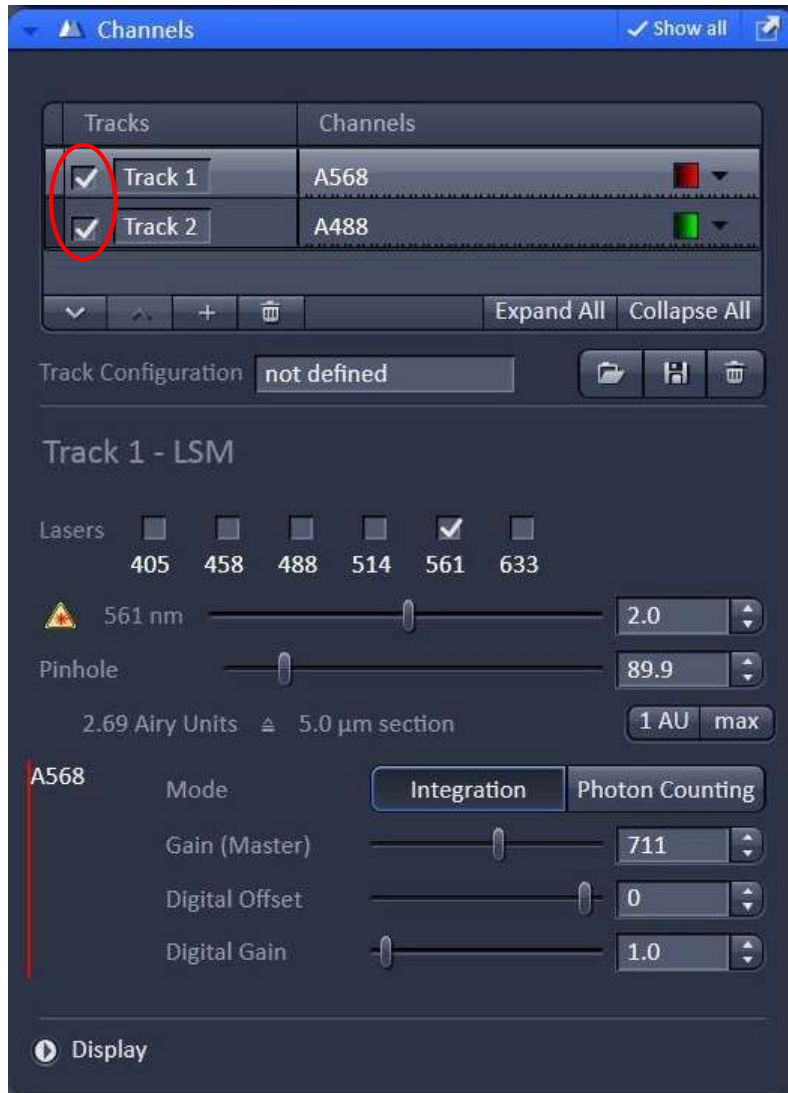 Channels Show all
Tracks Channels
Track 1 A568
Track 2 A488
Expand All Collapse All
Track Configuration not defined
Track 1 - LSM
Lasers
405 458 488 514 561 633
561 nm 2.0
Pinhole 89.9
2.69 Airy Units ≙ 5.0 µm section 1 AU max
A568 Mode Integration Photon Counting
Gain (Master) 711
Digital Offset 0
Digital Gain 1.0
Display